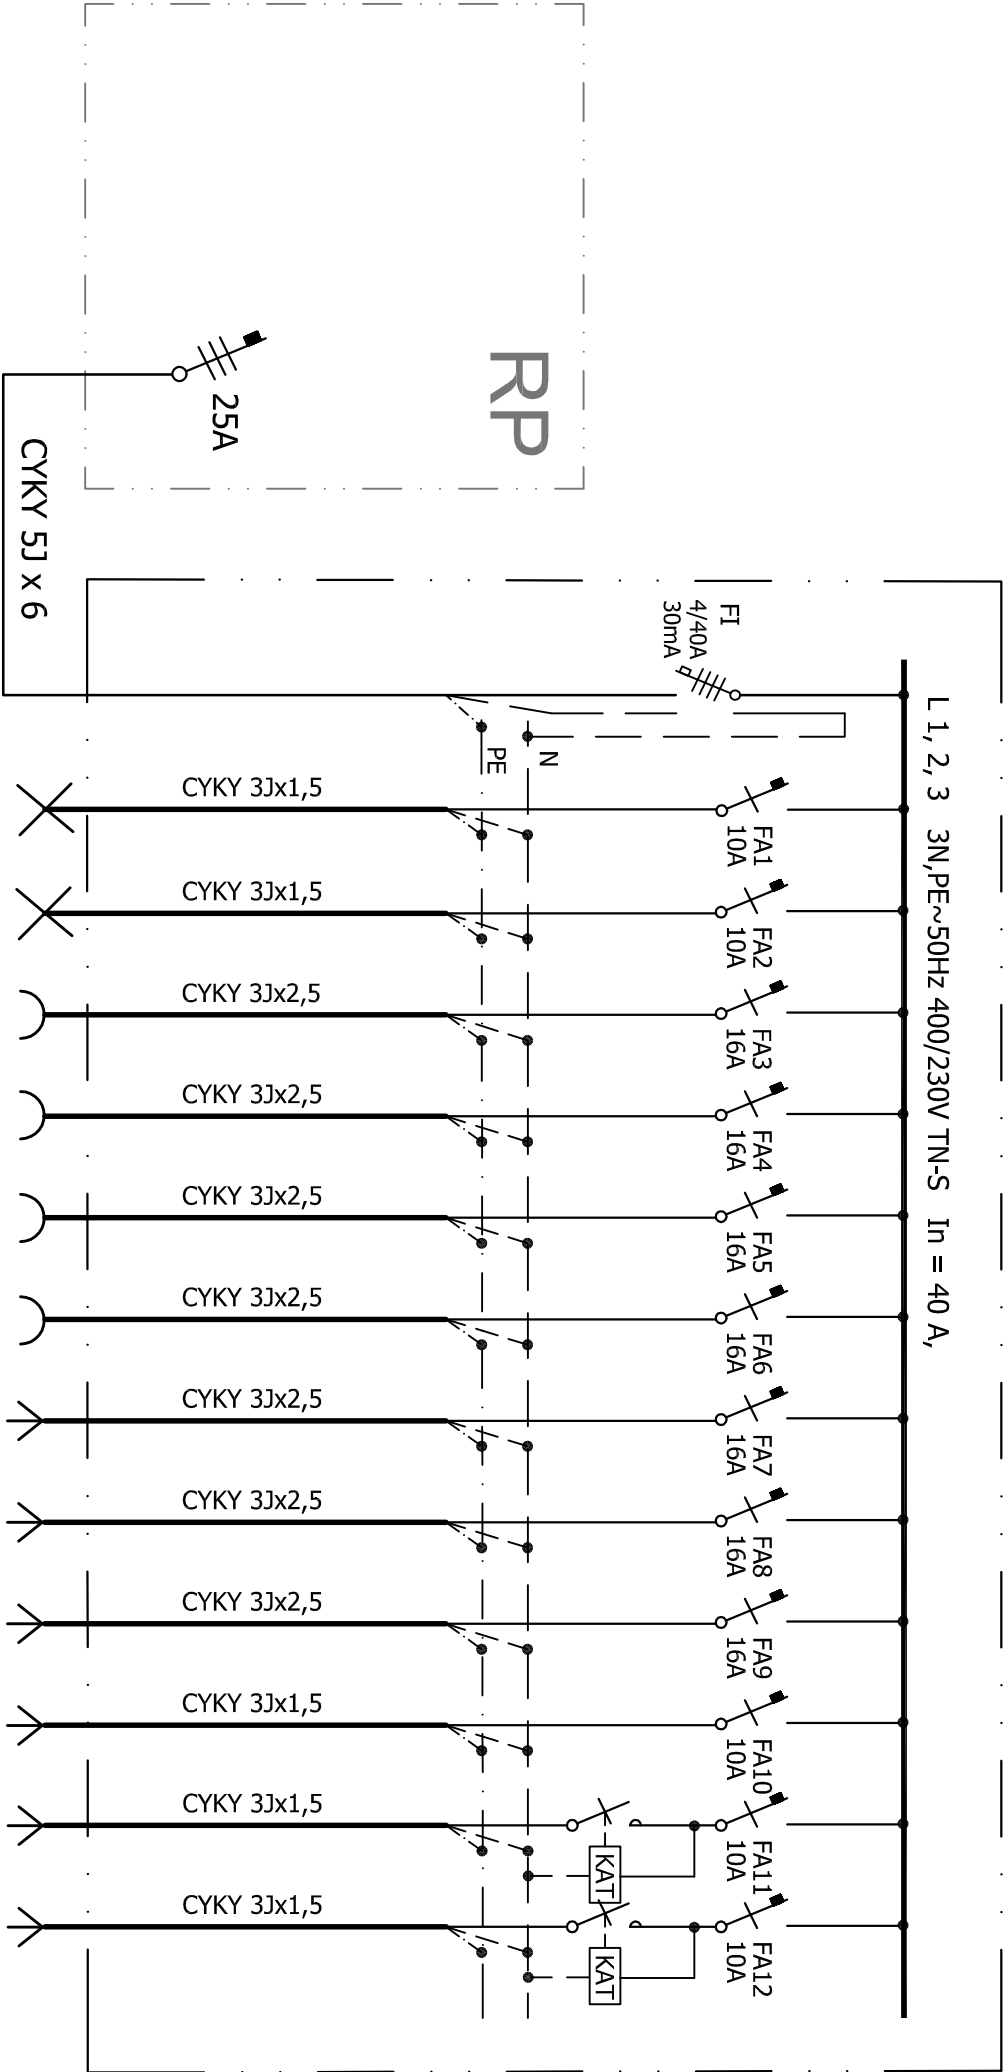 RP
25A
CYKY 5J x 6
L 1, 2, 3 3N,PE~50Hz 400/230V TN-S In = 40 A,
FI
4/40A
30mA
N
PE
FA1
10A
CYKY 3Jx1,5
FA2
10A
CYKY 3Jx1,5
FA3
16A
CYKY 3Jx2,5
FA4
16A
CYKY 3Jx2,5
FA5
16A
CYKY 3Jx2,5
FA6
16A
CYKY 3Jx2,5
FA7
16A
CYKY 3Jx2,5
FA8
16A
CYKY 3Jx2,5
FA9
16A
CYKY 3Jx2,5
FA10
10A
CYKY 3Jx1,5
FA11
10A
KAT
CYKY 3Jx1,5
FA12
10A
KAT
CYKY 3Jx1,5